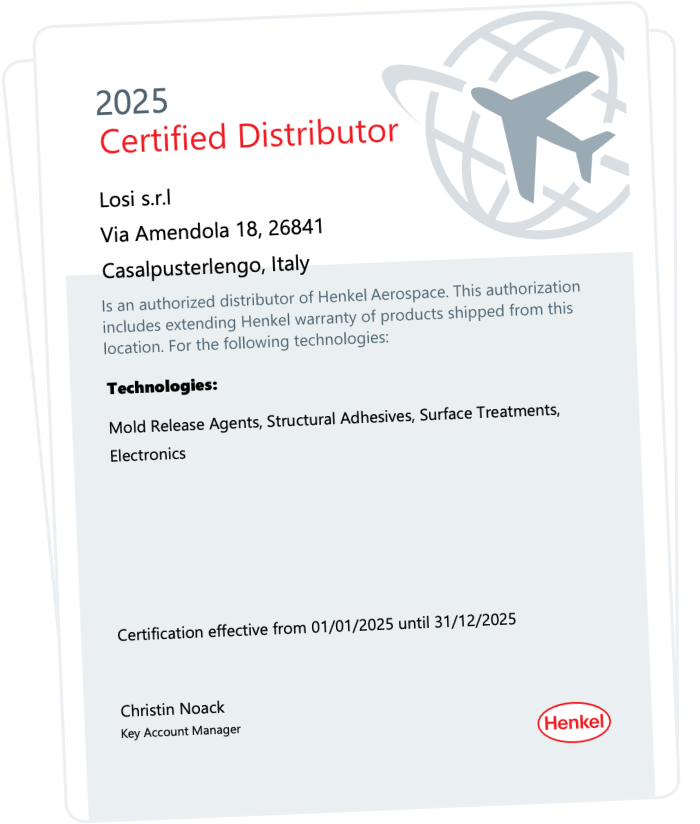 2025
Certified Distributor
Losi s.r.l
Via Amendola 18, 26841
Casalpusterlengo, Italy
Is an authorized distributor of Henkel Aerospace. This authorization
includes extending Henkel warranty of products shipped from this
location. For the following technologies:
Technologies:
Mold Release Agents, Structural Adhesives, Surface Treatments,
Electronics
Certification effective from 01/01/2025 until 31/12/2025
Christin Noack
Key Account Manager
Henkel